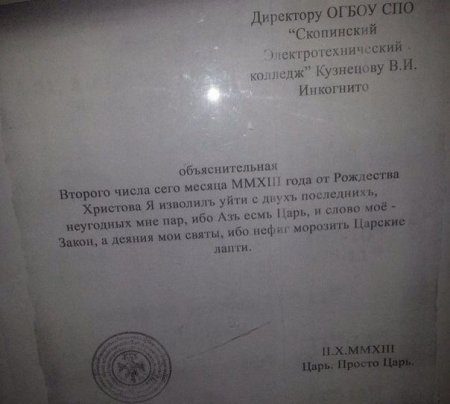 Директору ОГБОУ СПО
“Скопинский
Электротехнический
колледж” Кузнецову В.И.
Инкогнито
объяснительная
Второго числа сего месяца MMXIII года от Рождества
Христова Я изволилъ уйти с двухъ последнихъ,
неугодных мне пар, ибо Азъ есмь Царь, и слово моё -
Закон, а деяния мои святы, ибо нефиг морозить Царские
лапти.
II.X.MMXIII
Царь. Просто Царь.